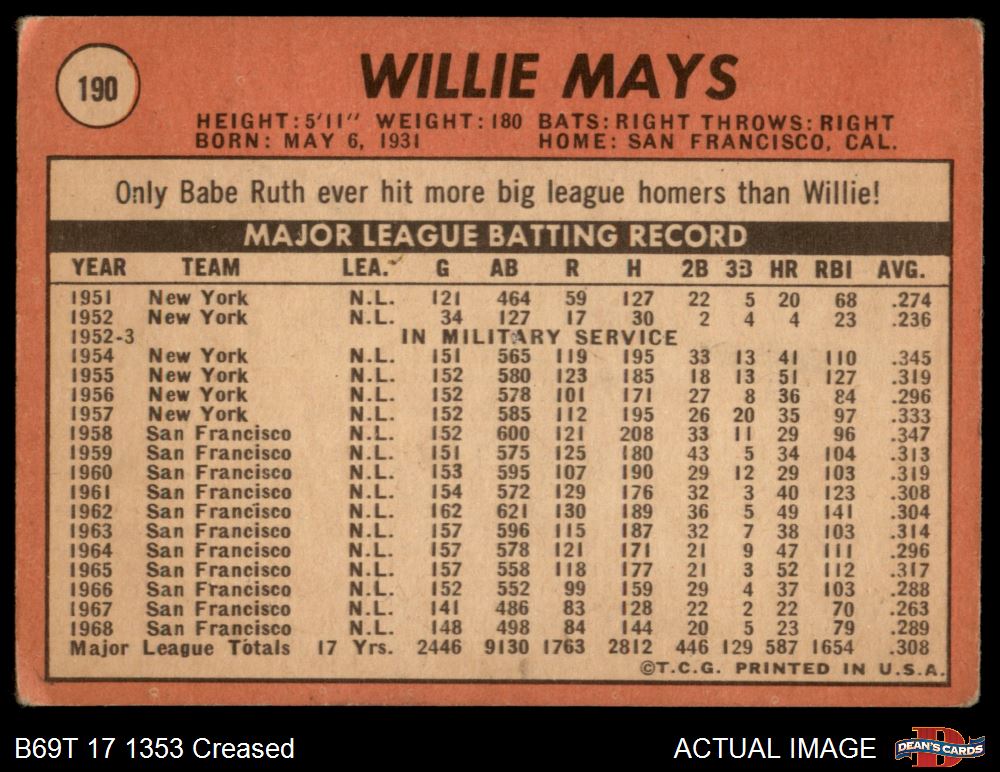 190
WILLIE MAYS
HEIGHT: 5'11" WEIGHT: 180 BATS: RIGHT THROWS: RIGHT
BORN: MAY 6, 1931 HOME: SAN FRANCISCO, CAL.
Only Babe Ruth ever hit more big league homers than Willie!
MAJOR LEAGUE BATTING RECORD
YEAR TEAM LEA. G AB R H 2B 3B HR RBI AVG.
1951 New York N.L. 121 464 59 127 22 5 20 68 .274
1952 New York N.L. 34 127 17 30 2 4 4 23 .236
1952-3 IN MILITARY SERVICE
1954 New York N.L. 151 565 119 195 33 13 41 110 .345
1955 New York N.L. 152 580 123 185 18 13 51 127 .319
1956 New York N.L. 152 578 101 171 27 8 36 84 .296
1957 New York N.L. 152 585 112 195 26 20 35 97 .333
1958 San Francisco N.L. 152 600 121 208 33 11 29 96 .347
1959 San Francisco N.L. 151 575 125 180 43 5 34 104 .313
1960 San Francisco N.L. 153 595 107 190 29 12 29 103 .319
1961 San Francisco N.L. 154 572 129 176 32 3 40 123 .308
1962 San Francisco N.L. 162 621 130 189 36 5 49 141 .304
1963 San Francisco N.L. 157 596 115 187 32 7 38 103 .314
1964 San Francisco N.L. 157 578 121 171 21 9 47 111 .296
1965 San Francisco N.L. 157 558 118 177 21 3 52 112 .317
1966 San Francisco N.L. 152 552 99 159 29 4 37 103 .288
1967 San Francisco N.L. 141 486 83 128 22 2 22 70 .263
1968 San Francisco N.L. 148 498 84 144 20 5 23 79 .289
Major League Totals 17 Yrs. 2446 9130 1763 2812 446 129 587 1654 .308
©T.C.G. PRINTED IN U.S.A.
B69T 17 1353 Creased ACTUAL IMAGE DEAN'S CARDS